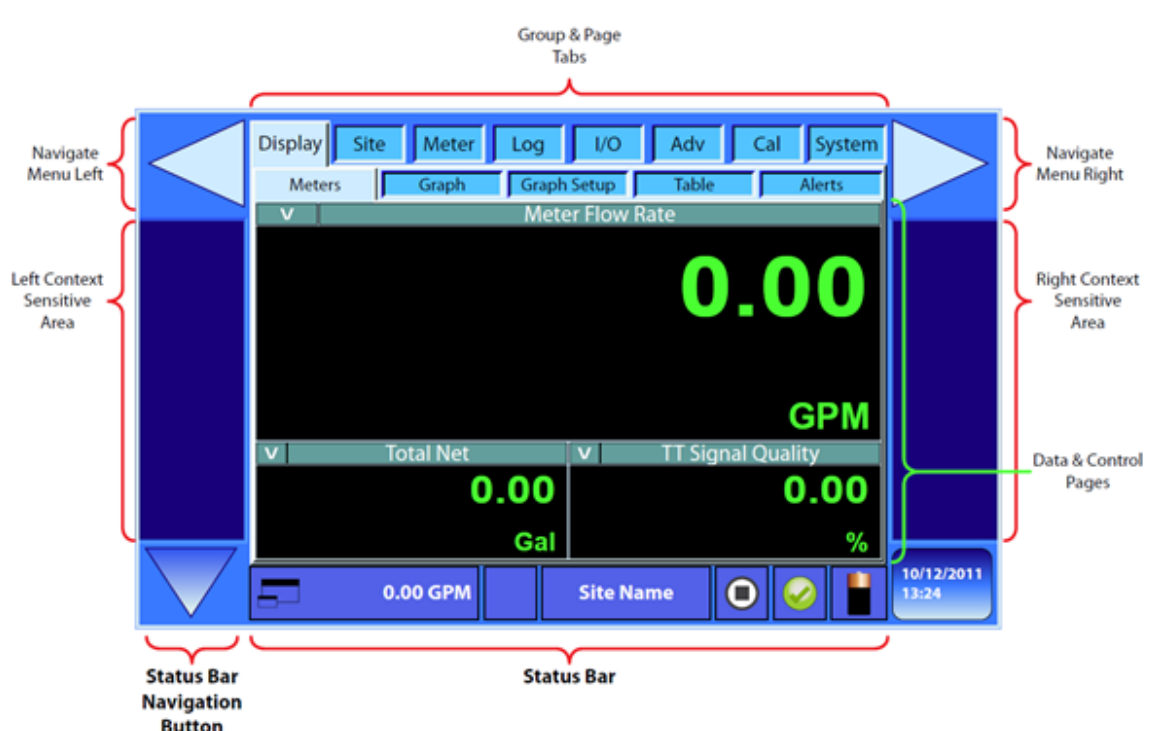 Group & Page
Tabs
Navigate
Menu Left
Display
Site
Meter
Log
I/O
Adv
Cal
System
Navigate
Menu Right
Meters
Graph
Graph Setup
Table
Alerts
V
Meter Flow Rate
0.00
GPM
Left Context
Sensitive
Area
Right Context
Sensitive
Area
V
Total Net
V
TT Signal Quality
0.00
Gal
0.00
%
Data & Control
Pages
0.00 GPM
Site Name
10/12/2011
13:24
Status Bar
Navigation
Button
Status Bar